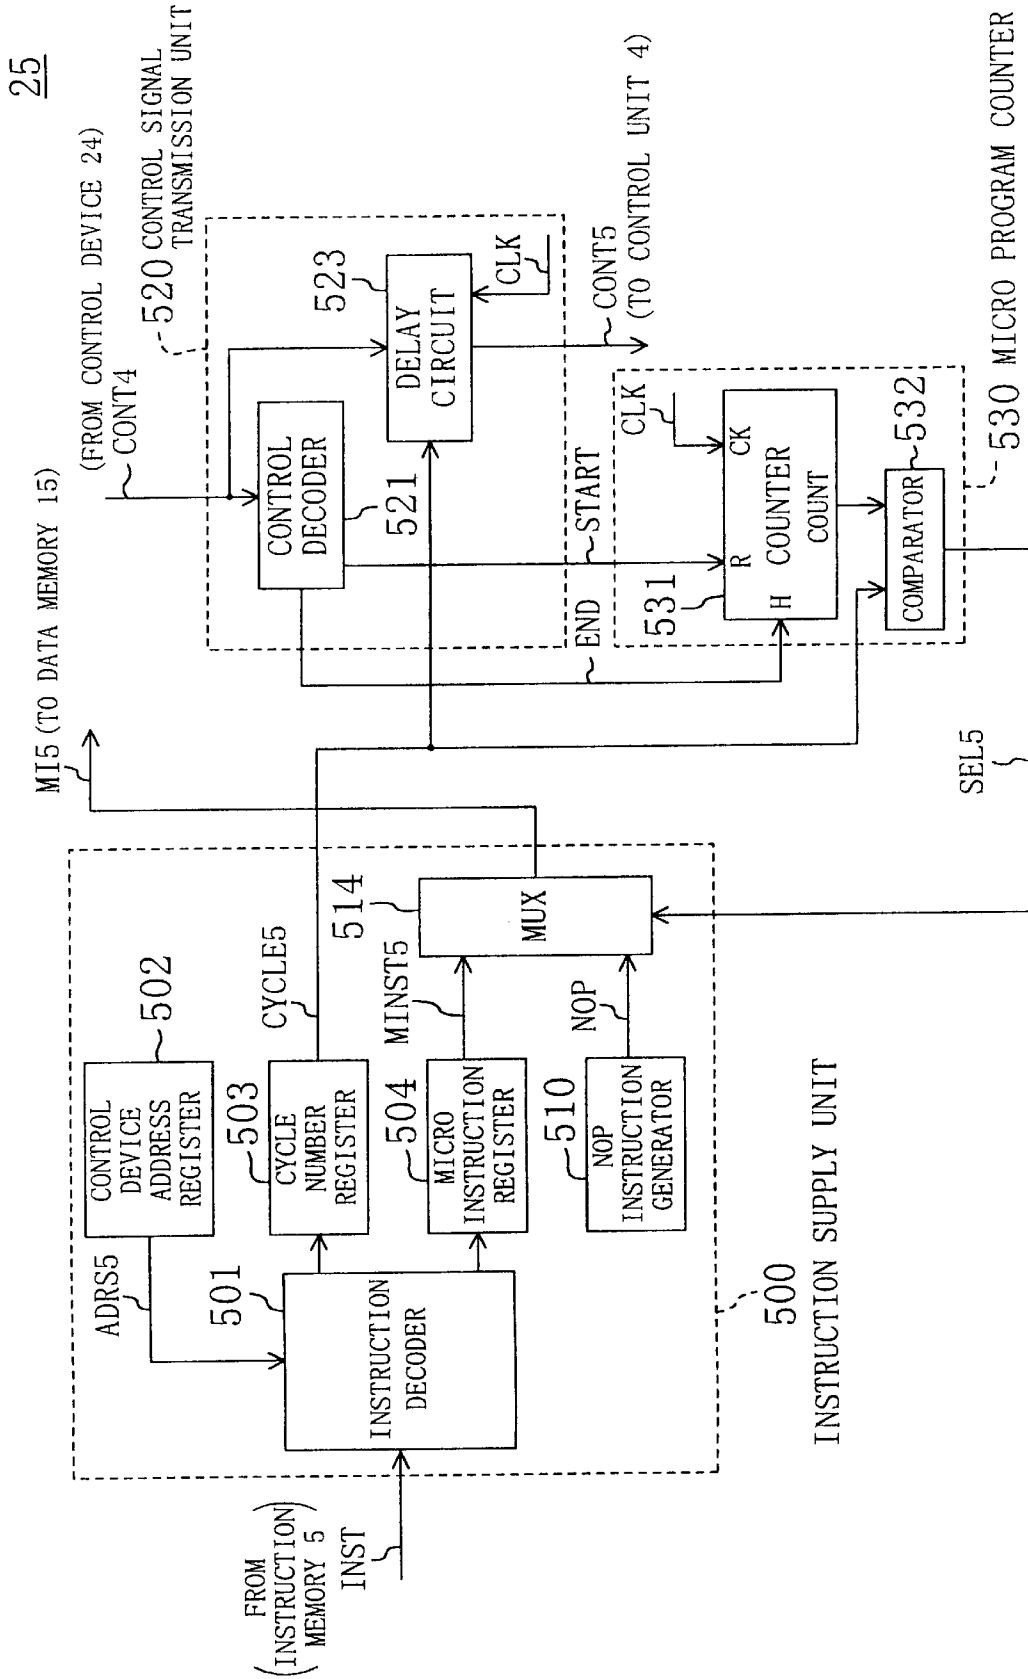 25
(FROM CONTROL DEVICE 24)
CONT4
520 CONTROL SIGNAL
TRANSMISSION UNIT
MI5 (TO DATA MEMORY 15)
CONTROL
DECODER
521
523
DELAY
CIRCUIT
CLK
CONT5
(TO CONTROL UNIT 4)
END
START
CLK
531
R
CK
H
COUNTER
COUNT
COMPARATOR
532
530 MICRO PROGRAM COUNTER
SEL5
CONTROL
DEVICE
ADDRESS
REGISTER
502
ADRS5
501
INSTRUCTION
DECODER
503
CYCLE
NUMBER
REGISTER
CYCLE5
504
MICRO
INSTRUCTION
REGISTER
MINST5
510
NOP
INSTRUCTION
GENERATOR
NOP
514
MUX
FROM
(INSTRUCTION)
MEMORY 5
INST
500
INSTRUCTION SUPPLY UNIT